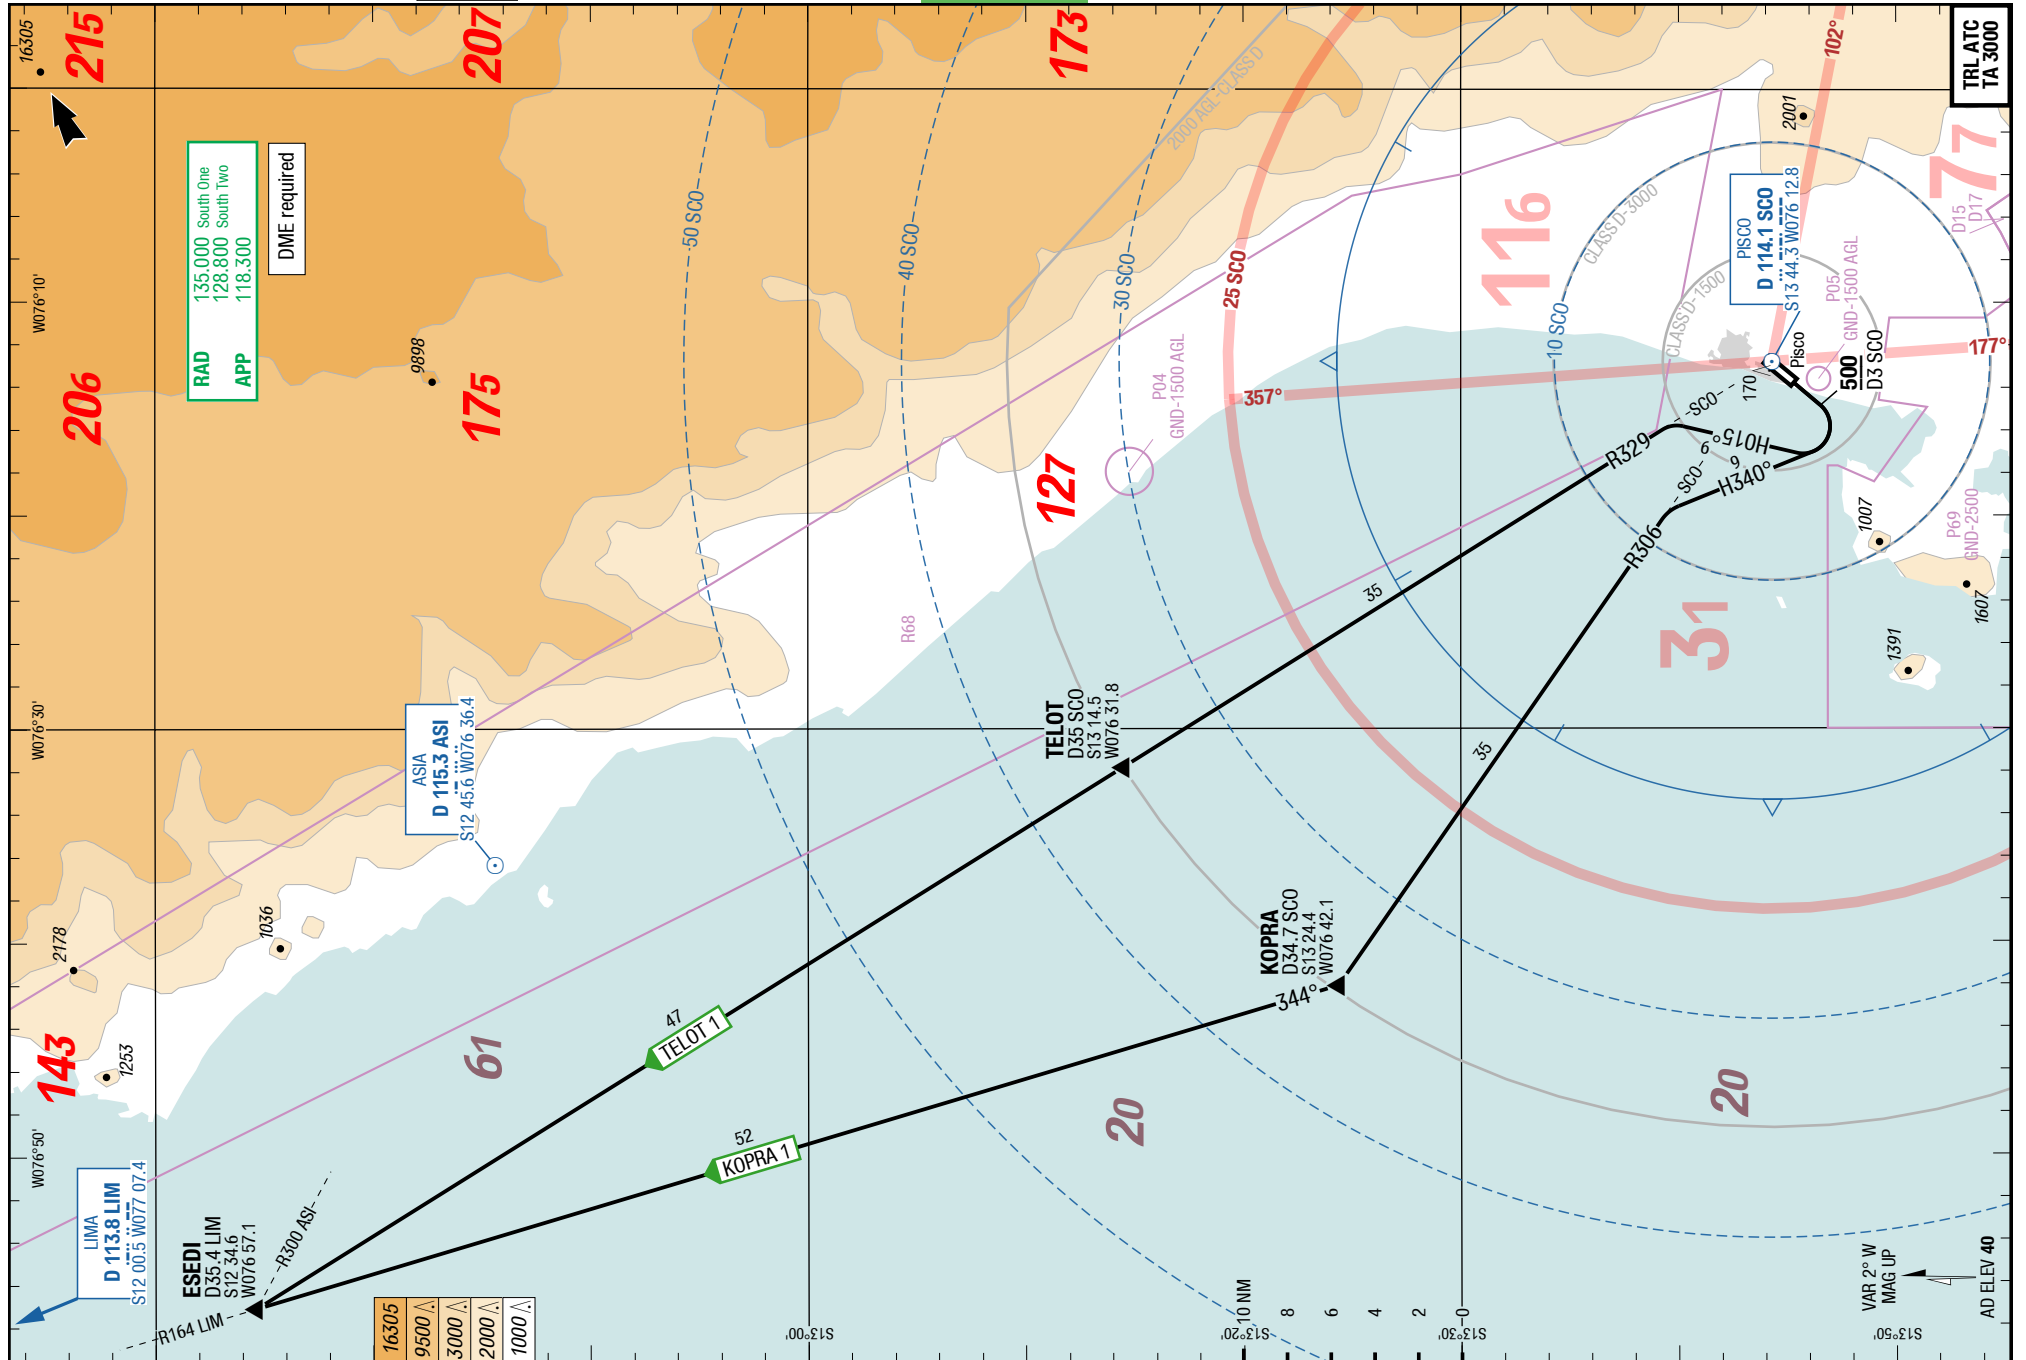 16305
215
207
173
102°
TRL ATC
TA 3000
2001
77
D15
D17
RAD 135.000 South One
128.800 South Two
APP 118.300
DME required
2000 AGL-CLASS D
50 SCO
40 SCO
30 SCO
25 SCO
10 SCO
116
CLASS D-3000
CLASS D-1500
PISCO
D 114.1 SCO
S13 44.3 W076 12.8
P05
GND-1500 AGL
W076°10'
206
9898
175
P04
GND-1500 AGL
357°
177°
170
Pisco
500
D3 SCO
SCO
R329
H015°
9
SCO
6
H340°
R306
127
1007
P69
GND-2500
1607
1391
31
35
R68
W076°30'
ASIA
D 115.3 ASI
S12 45.6 W076 36.4
TELOT
D35 SCO
S13 14.5
W076 31.8
35
KOPRA
D34.7 SCO
S13 24.4
W076 42.1
344°
2178
1036
143
1253
61
47
TELOT 1
52
KOPRA 1
20
20
W076°50'
LIMA
D 113.8 LIM
S12 00.5 W077 07.4
ESEDI
D35.4 LIM
S12 34.6
W076 57.1
R300 ASI
R164 LIM
16305
9500
3000
2000
1000
S13°00'
S13°20'
S13°30'
S13°50'
10 NM
8
6
4
2
0
VAR 2° W
MAG UP
AD ELEV 40